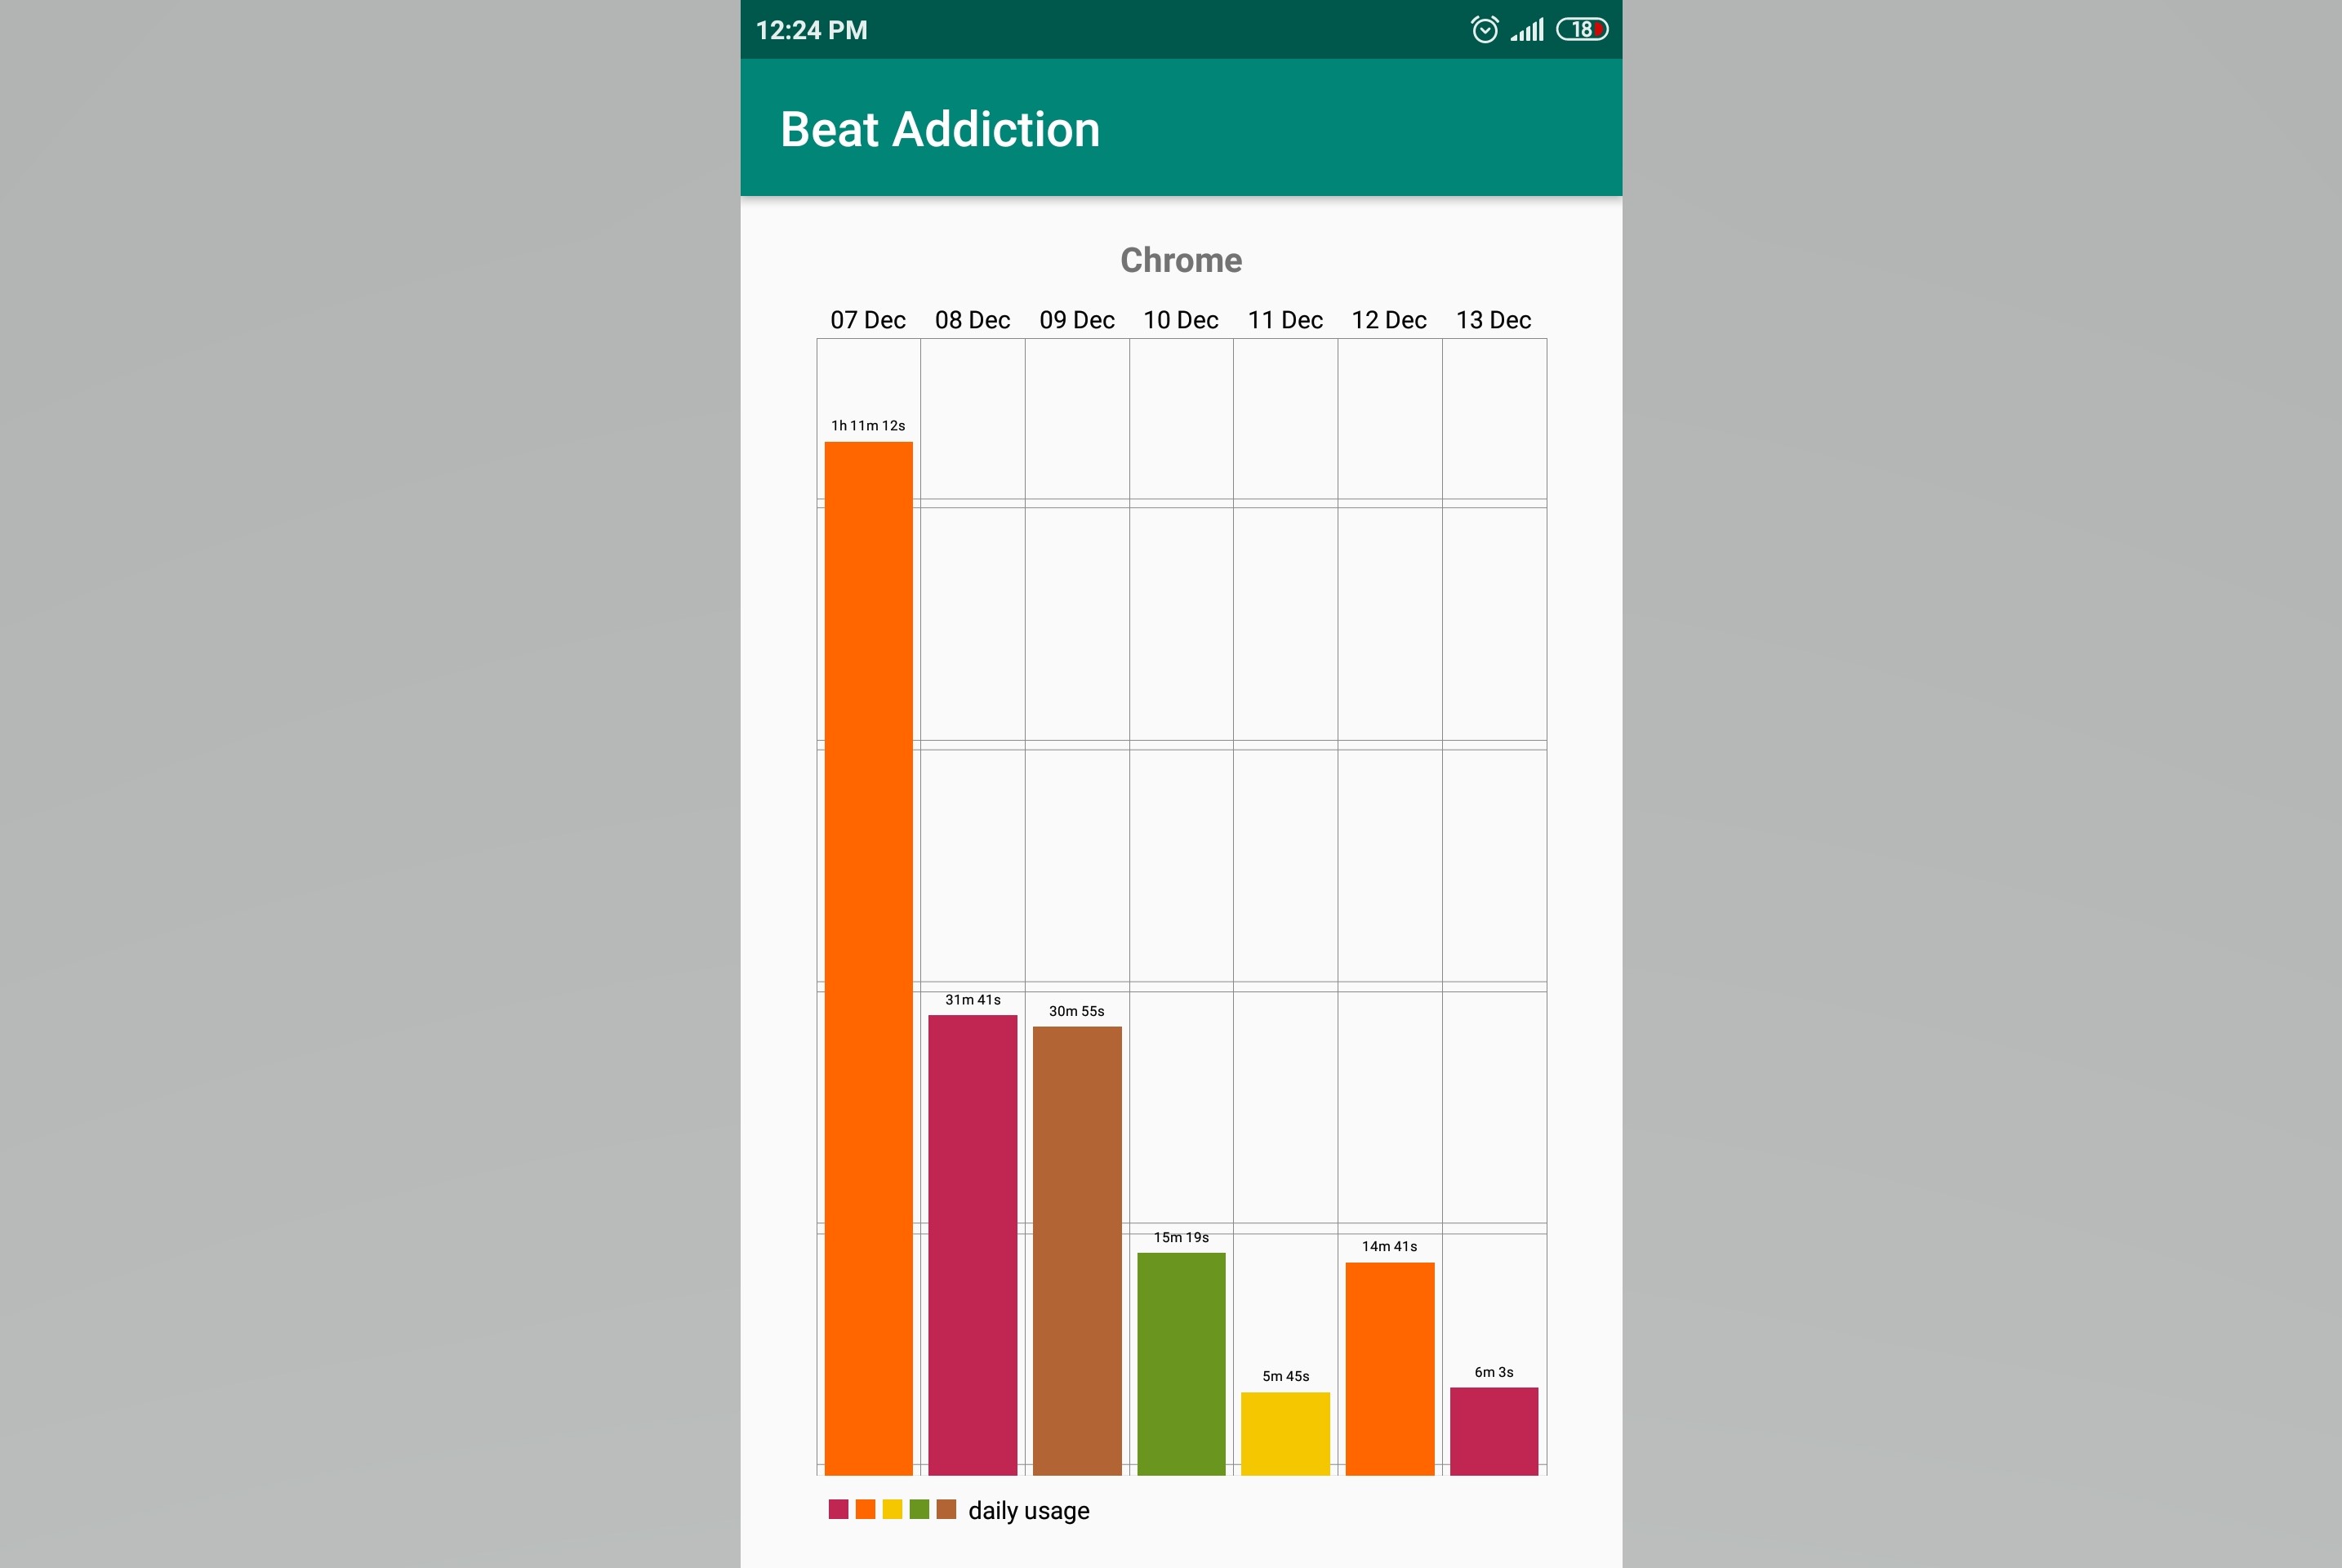 12:24 PM 18
Beat Addiction
Chrome
07 Dec 08 Dec 09 Dec 10 Dec 11 Dec 12 Dec 13 Dec
1h 11m 12s
31m 41s
30m 55s
15m 19s
14m 41s
5m 45s
6m 3s
daily usage